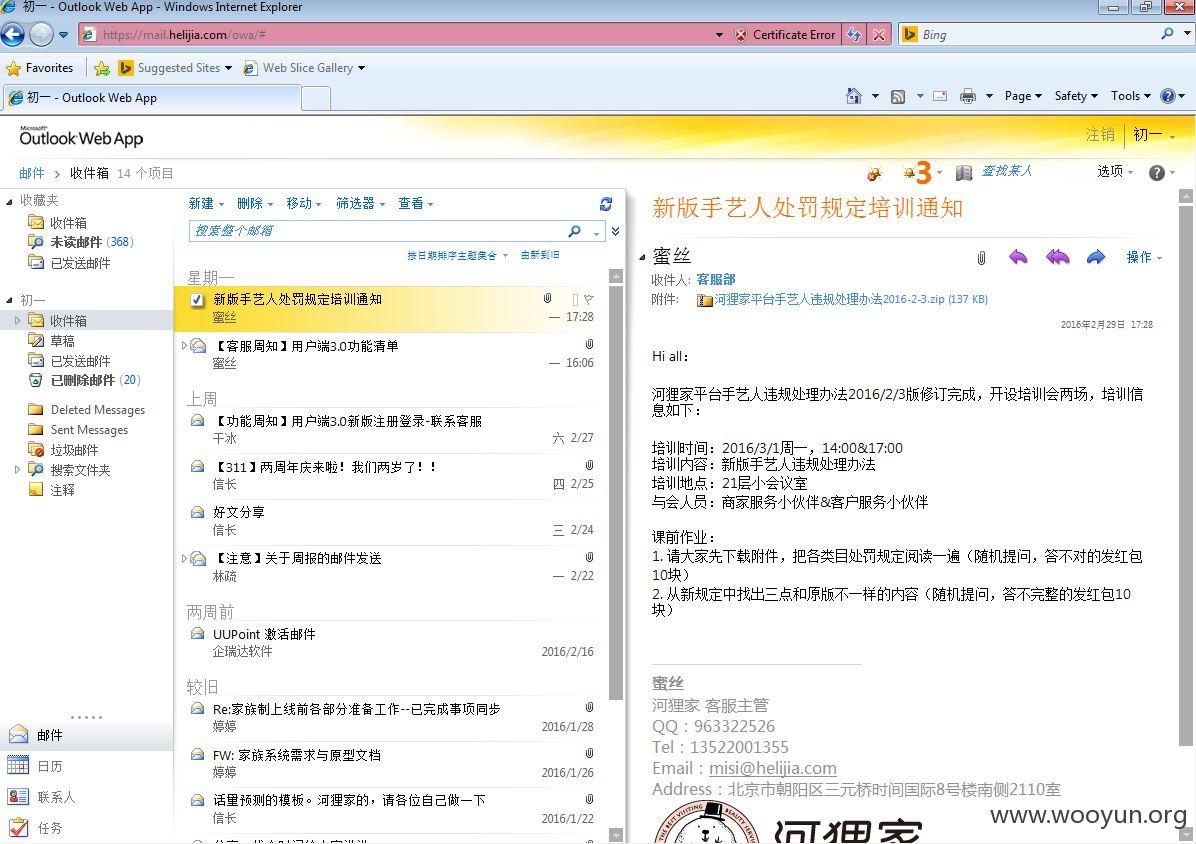 初一 - Outlook Web App - Windows Internet Explorer
https://mail.helijia.com/owa/#
Certificate Error
Bing
Favorites
Suggested Sites
Web Slice Gallery
初一 - Outlook Web App
Page
Safety
Tools
Microsoft
Outlook Web App
注销
初一
邮件 > 收件箱 14 个项目
3
查找某人
选项
收藏夹
收件箱
未读邮件 (368)
已发送邮件
初一
收件箱
草稿
已发送邮件
已删除邮件 (20)
Deleted Messages
Sent Messages
垃圾邮件
搜索文件夹
注释
邮件
日历
联系人
任务
新建
删除
移动
筛选器
查看
搜索整个邮箱
按日期排序主题集合
由新到旧
星期一
新版手艺人处罚规定培训通知
蜜丝
一 17:28
【客服周知】用户端3.0功能清单
蜜丝
一 16:06
上周
【功能周知】用户端3.0新版注册登录-联系客服
干冰
六 2/27
【311】两周年庆来啦！我们两岁了！！
信长
四 2/25
好文分享
信长
三 2/24
【注意】关于周报的邮件发送
林疏
一 2/22
两周前
UUPoint 激活邮件
企瑞达软件
2016/2/16
较旧
Re:家族制上线前各部分准备工作--已完成事项同步
婷婷
2016/1/28
FW: 家族系统需求与原型文档
婷婷
2016/1/26
话量预测的模板。河狸家的，请各位自己做一下
信长
2016/1/22
新版手艺人处罚规定培训通知
蜜丝
操作
收件人: 客服部
附件: 河狸家平台手艺人违规处理办法2016-2-3.zip (137 KB)
2016年2月29日 17:28
Hi all：
河狸家平台手艺人违规处理办法2016/2/3版修订完成，开设培训会两场，培训信
息如下：
培训时间：2016/3/1周一，14:00&17:00
培训内容：新版手艺人违规处理办法
培训地点：21层小会议室
与会人员：商家服务小伙伴&客户服务小伙伴
课前作业：
1. 请大家先下载附件，把各类目处罚规定阅读一遍（随机提问，答不对的发红包
10块）
2. 从新规定中找出三点和原版不一样的内容（随机提问，答不完整的发红包10
块）
蜜丝
河狸家 客服主管
QQ：963322526
Tel：13522001355
Email：misi@helijia.com
Address：北京市朝阳区三元桥时间国际8号楼南侧2110室
河狸家
www.wooyun.org